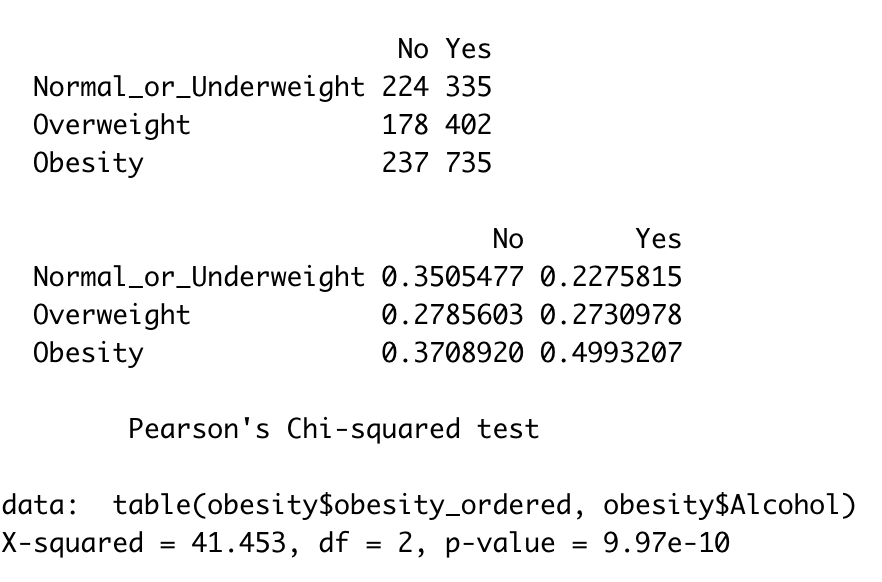 No Yes
Normal_or_Underweight 224 335
Overweight 178 402
Obesity 237 735
No Yes
Normal_or_Underweight 0.3505477 0.2275815
Overweight 0.2785603 0.2730978
Obesity 0.3708920 0.4993207
Pearson's Chi-squared test
data: table(obesity$obesity_ordered, obesity$Alcohol)
X-squared = 41.453, df = 2, p-value = 9.97e-10